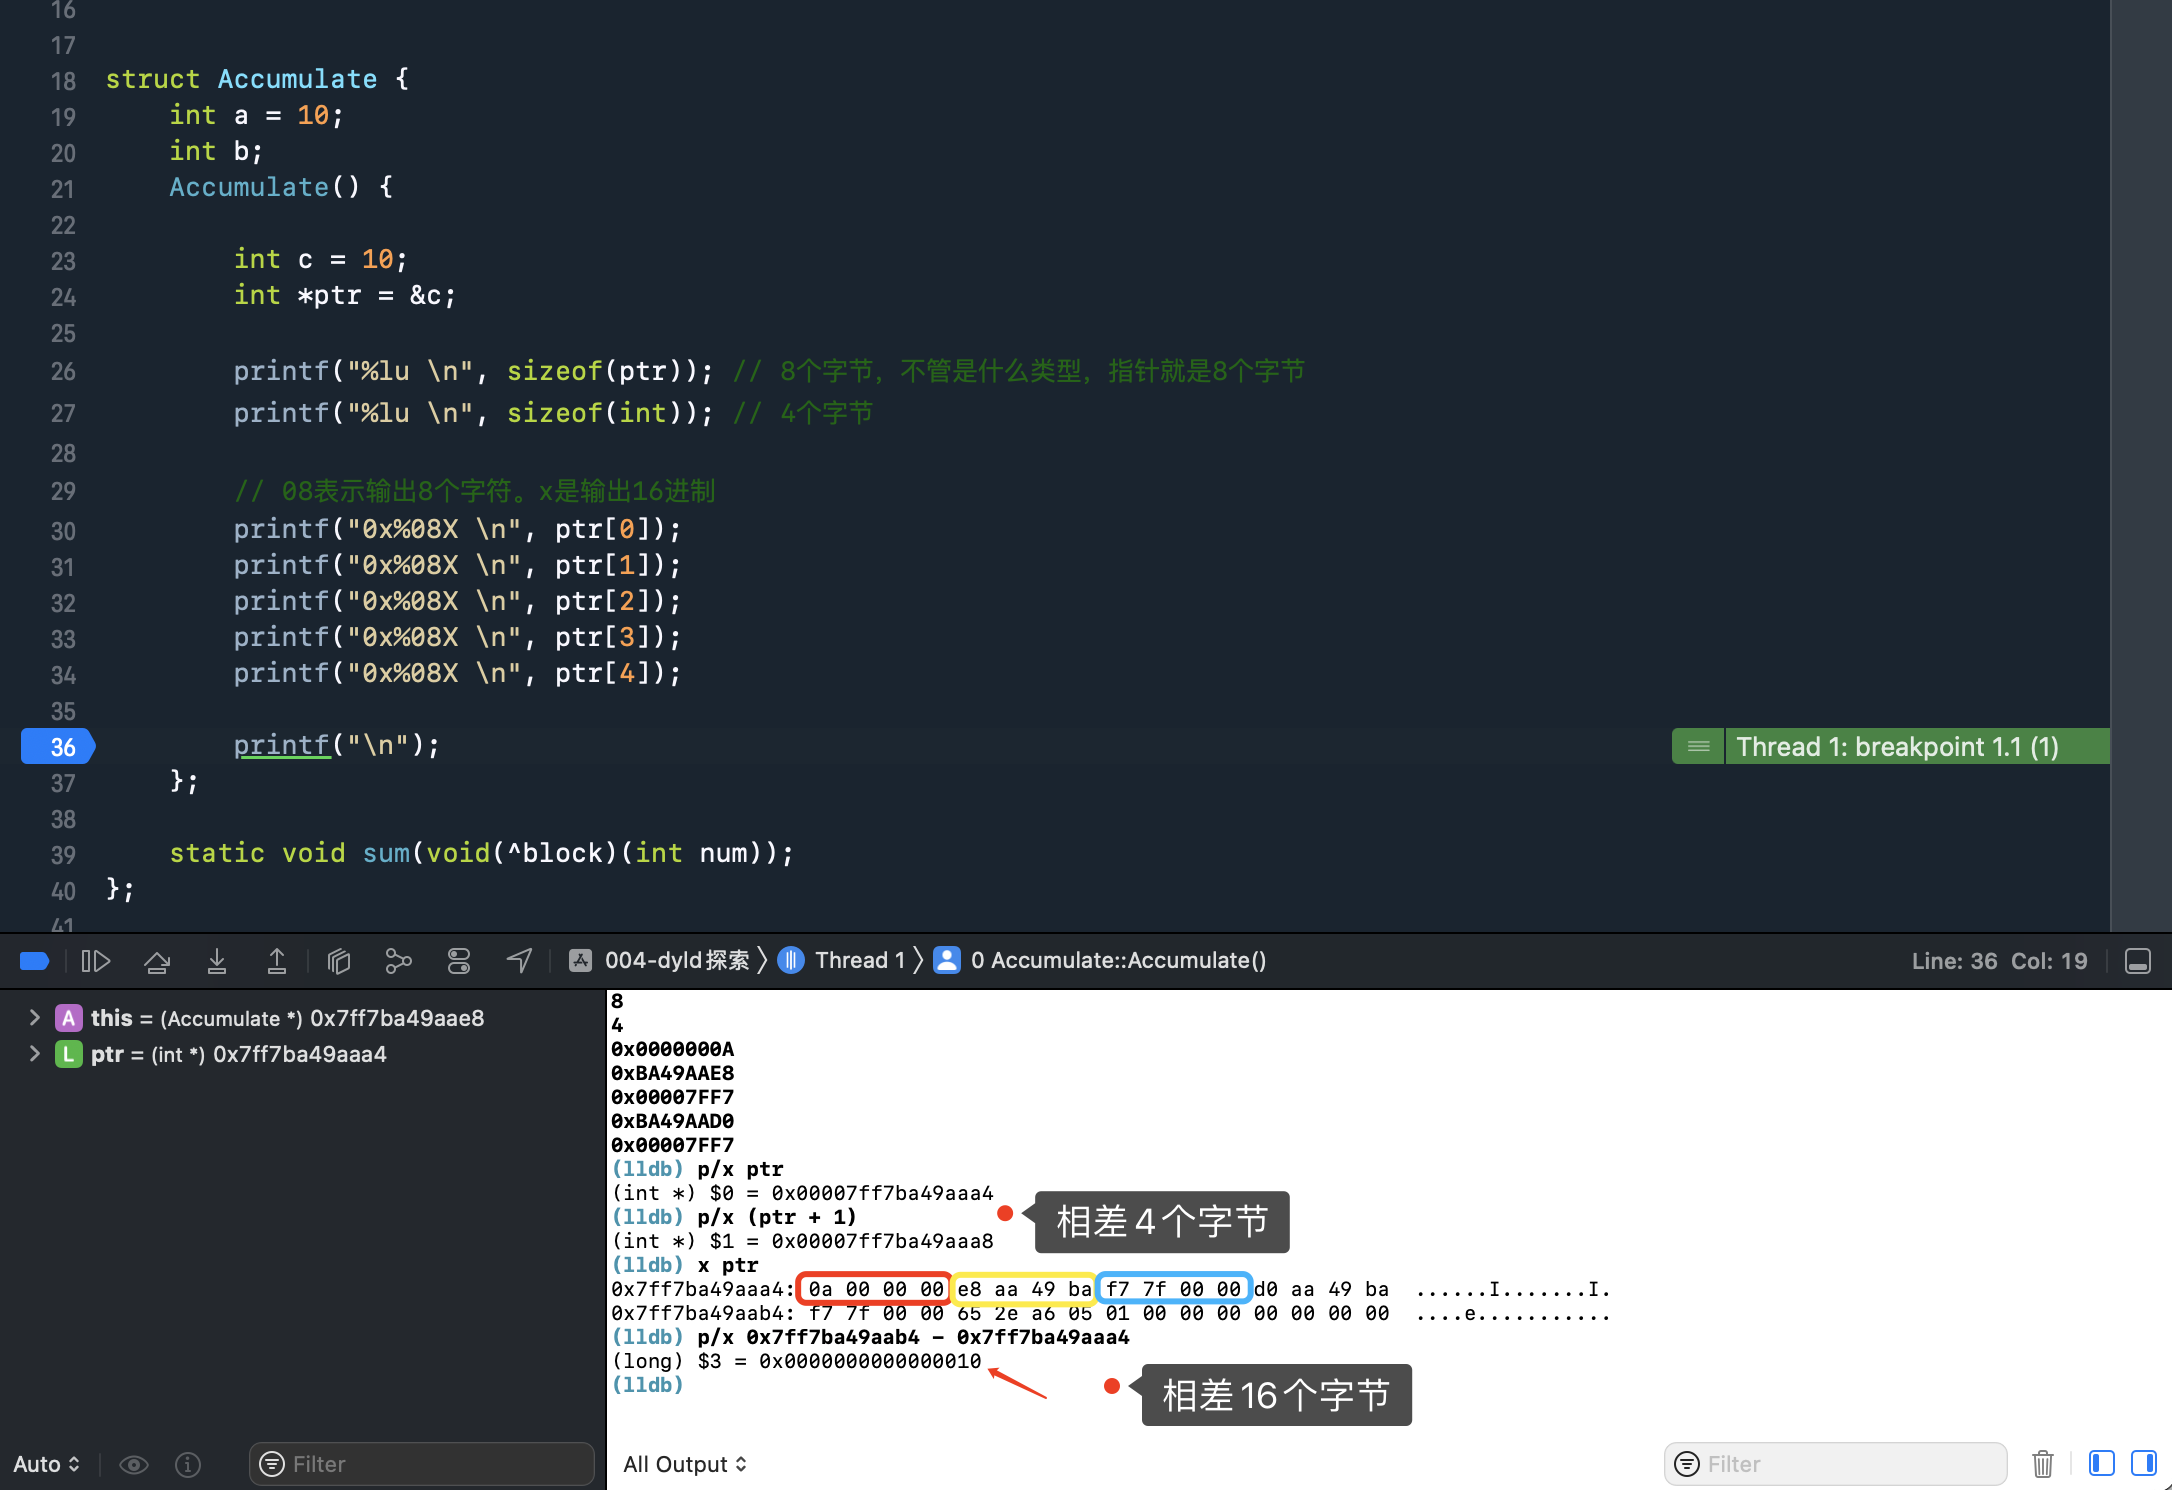 16
17
18 struct Accumulate {
19 int a = 10;
20 int b;
21 Accumulate() {
22
23 int c = 10;
24 int *ptr = &c;
25
26 printf("%lu \n", sizeof(ptr)); // 8个字节，不管是什么类型，指针就是8个字节
27 printf("%lu \n", sizeof(int)); // 4个字节
28
29 // 08表示输出8个字符。x是输出16进制
30 printf("0x%08X \n", ptr[0]);
31 printf("0x%08X \n", ptr[1]);
32 printf("0x%08X \n", ptr[2]);
33 printf("0x%08X \n", ptr[3]);
34 printf("0x%08X \n", ptr[4]);
35
36 printf("\n"); Thread 1: breakpoint 1.1 (1)
37 };
38
39 static void sum(void(^block)(int num));
40 };
41
004-dyld探索 〉 Thread 1 〉 0 Accumulate::Accumulate() Line: 36 Col: 19
A this = (Accumulate *) 0x7ff7ba49aae8
L ptr = (int *) 0x7ff7ba49aaa4
8
4
0x0000000A
0xBA49AAE8
0x00007FF7
0xBA49AAD0
0x00007FF7
(lldb) p/x ptr
(int *) $0 = 0x00007ff7ba49aaa4
(lldb) p/x (ptr + 1)
相差4个字节
(int *) $1 = 0x00007ff7ba49aaa8
(lldb) x ptr
0x7ff7ba49aaa4: 0a 00 00 00 e8 aa 49 ba f7 7f 00 00 d0 aa 49 ba ......I.......I.
0x7ff7ba49aab4: f7 7f 00 00 65 2e a6 05 01 00 00 00 00 00 00 00 ....e...........
(lldb) p/x 0x7ff7ba49aab4 - 0x7ff7ba49aaa4
(long) $3 = 0x0000000000000010
(lldb)
相差16个字节
Auto Filter All Output Filter